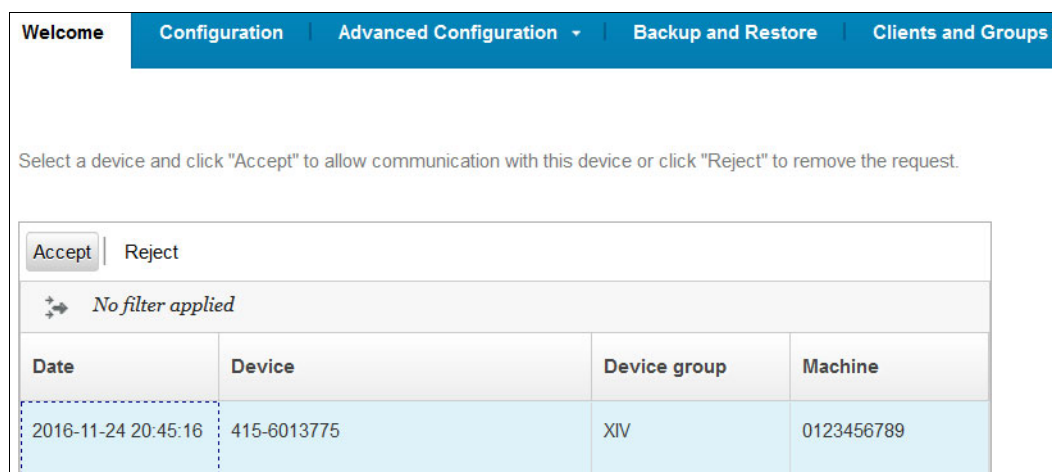 Welcome Configuration Advanced Configuration Backup and Restore Clients and Groups
Select a device and click "Accept" to allow communication with this device or click "Reject" to remove the request.
Accept Reject
No filter applied
Date Device Device group Machine
2016-11-24 20:45:16 415-6013775 XIV 0123456789